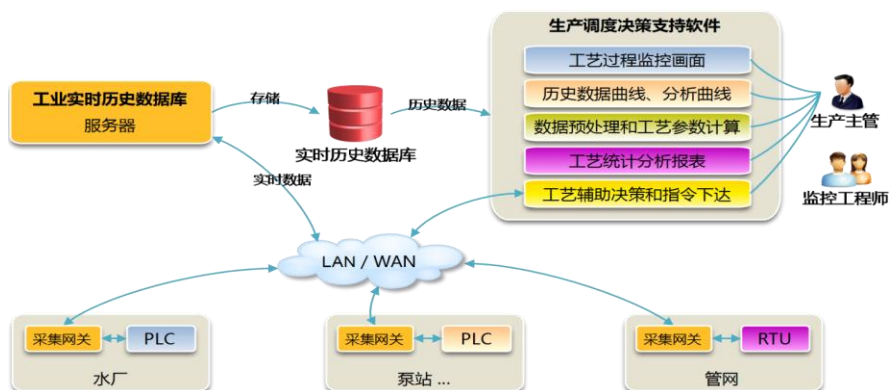 生产调度决策支持软件
工艺过程监控画面
历史数据曲线、分析曲线
数据预处理和工艺参数计算
工艺统计分析报表
工艺辅助决策和指令下达
生产主管
监控工程师
工业实时历史数据库
服务器
存储
历史数据
实时历史数据库
实时数据
LAN / WAN
采集网关
PLC
水厂
采集网关
PLC
泵站 ...
采集网关
RTU
管网